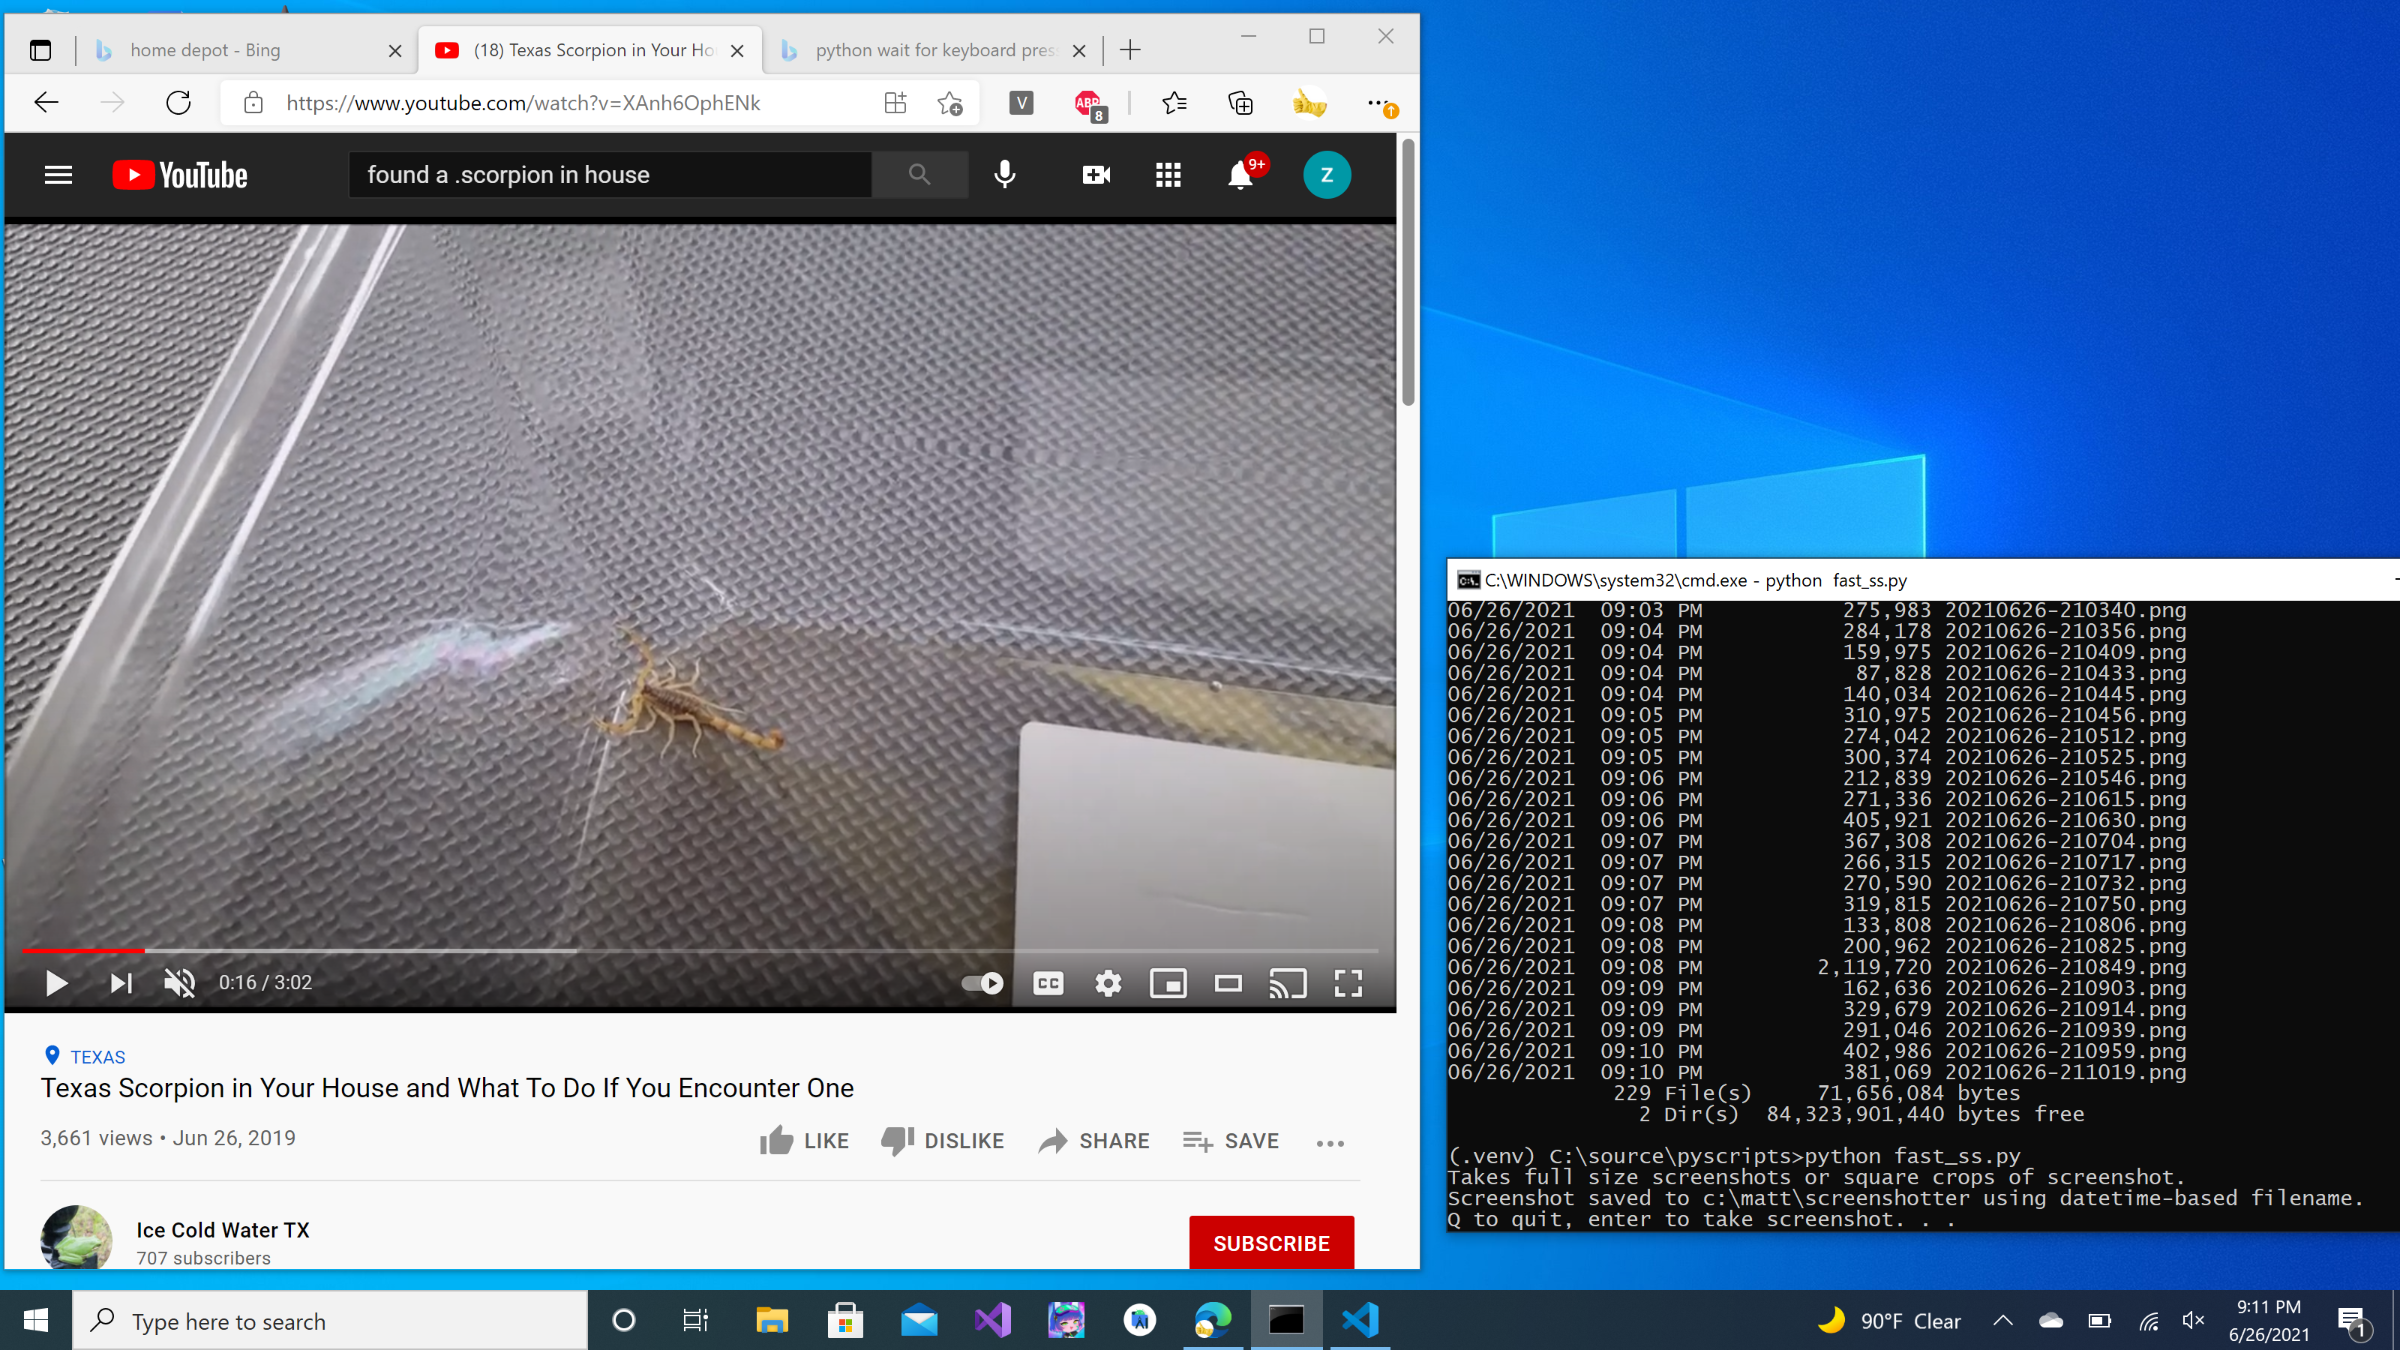 home depot - Bing
(18) Texas Scorpion in Your Ho
python wait for keyboard pres
https://www.youtube.com/watch?v=XAnh6OphENk
V
ABP
8
YouTube
found a .scorpion in house
9+
Z
0:16 / 3:02
CC
TEXAS
Texas Scorpion in Your House and What To Do If You Encounter One
3,661 views • Jun 26, 2019
LIKE
DISLIKE
SHARE
SAVE
Ice Cold Water TX
707 subscribers
SUBSCRIBE
C:\WINDOWS\system32\cmd.exe - python  fast_ss.py
06/26/2021  09:03 PM           275,983 20210626-210340.png
06/26/2021  09:04 PM           284,178 20210626-210356.png
06/26/2021  09:04 PM           159,975 20210626-210409.png
06/26/2021  09:04 PM            87,828 20210626-210433.png
06/26/2021  09:04 PM           140,034 20210626-210445.png
06/26/2021  09:05 PM           310,975 20210626-210456.png
06/26/2021  09:05 PM           274,042 20210626-210512.png
06/26/2021  09:05 PM           300,374 20210626-210525.png
06/26/2021  09:06 PM           212,839 20210626-210546.png
06/26/2021  09:06 PM           271,336 20210626-210615.png
06/26/2021  09:06 PM           405,921 20210626-210630.png
06/26/2021  09:07 PM           367,308 20210626-210704.png
06/26/2021  09:07 PM           266,315 20210626-210717.png
06/26/2021  09:07 PM           270,590 20210626-210732.png
06/26/2021  09:07 PM           319,815 20210626-210750.png
06/26/2021  09:08 PM           133,808 20210626-210806.png
06/26/2021  09:08 PM           200,962 20210626-210825.png
06/26/2021  09:08 PM         2,119,720 20210626-210849.png
06/26/2021  09:09 PM           162,636 20210626-210903.png
06/26/2021  09:09 PM           329,679 20210626-210914.png
06/26/2021  09:09 PM           291,046 20210626-210939.png
06/26/2021  09:10 PM           402,986 20210626-210959.png
06/26/2021  09:10 PM           381,069 20210626-211019.png
229 File(s)     71,656,084 bytes
2 Dir(s)  84,323,901,440 bytes free
(.venv) C:\source\pyscripts>python fast_ss.py
Takes full size screenshots or square crops of screenshot.
Screenshot saved to c:\matt\screenshotter using datetime-based filename.
Q to quit, enter to take screenshot. . .
Type here to search
90°F Clear
9:11 PM
6/26/2021
1